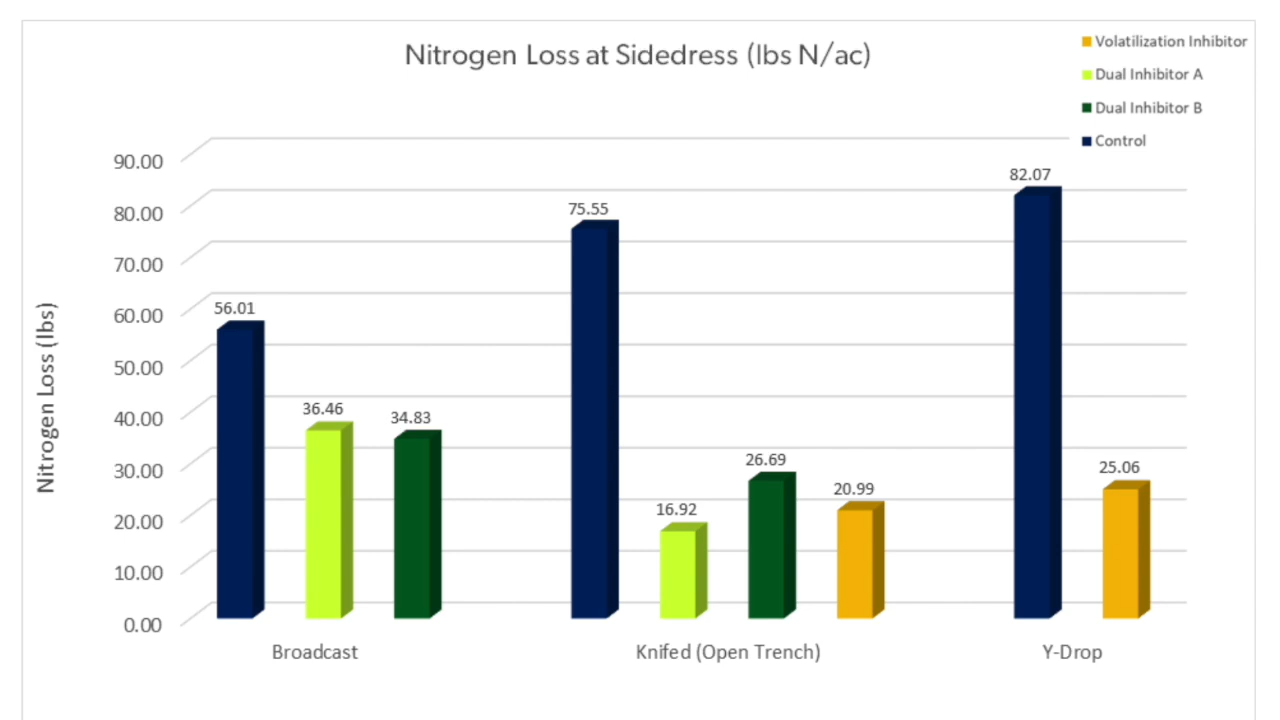 Nitrogen Loss at Sidedress (lbs N/ac)
Volatilization Inhibitor
Dual Inhibitor A
Dual Inhibitor B
Control
Nitrogen Loss (lbs)
90.00
80.00
70.00
60.00
50.00
40.00
30.00
20.00
10.00
0.00
56.01
36.46
34.83
75.55
16.92
26.69
20.99
82.07
25.06
Broadcast
Knifed (Open Trench)
Y-Drop